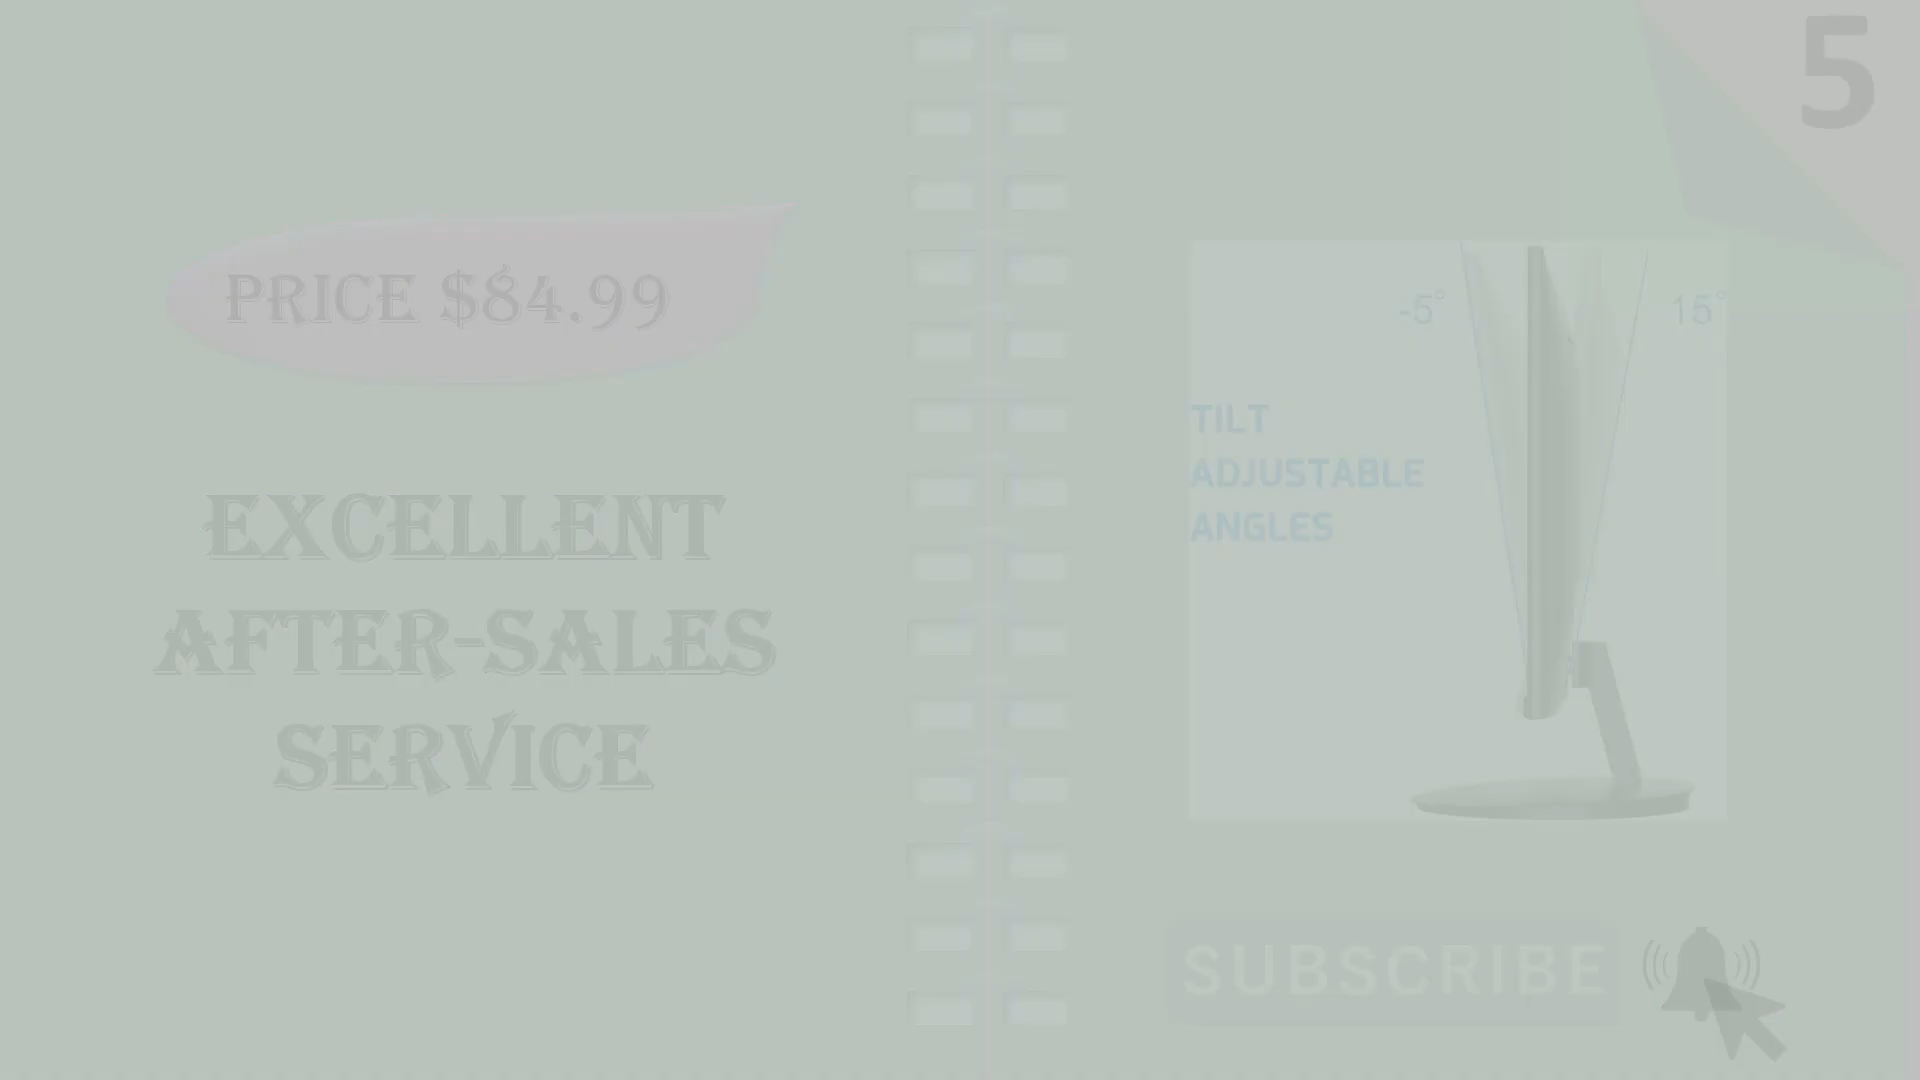 5
PRICE $84.99
EXCELLENT
AFTER-SALES
SERVICE
-5° 15°
TILT
ADJUSTABLE
ANGLES
SUBSCRIBE